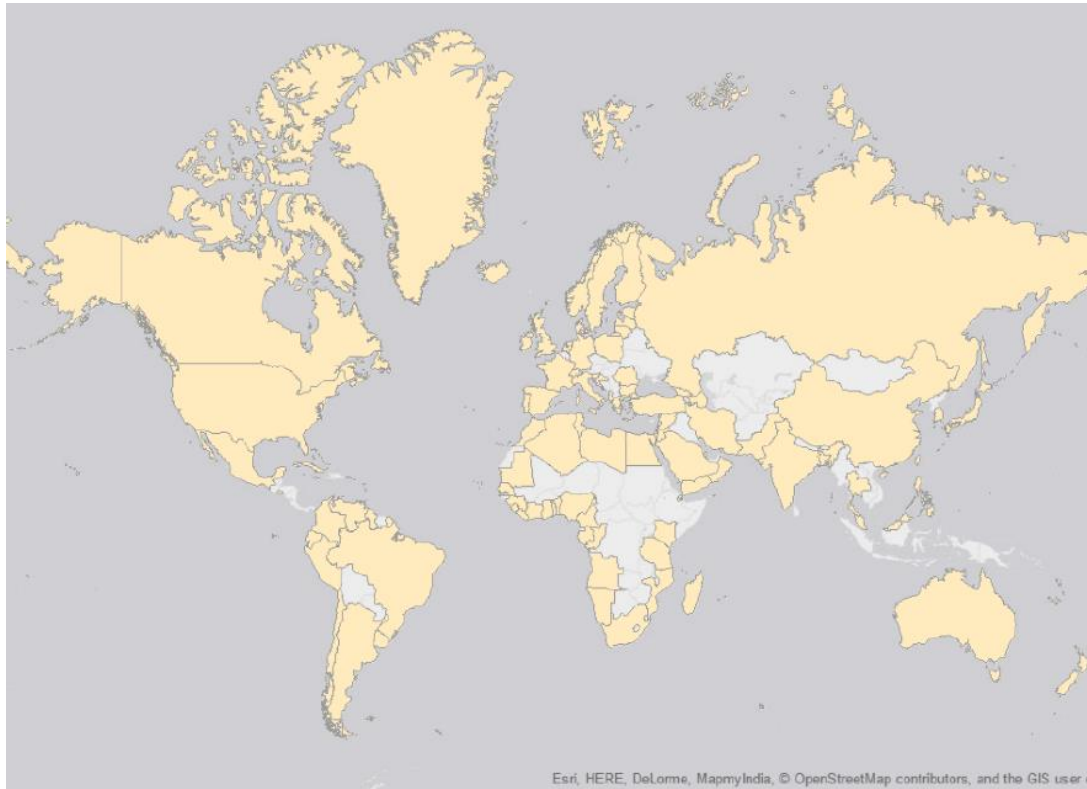 Esri, HERE, DeLorme, MapmyIndia, © OpenStreetMap contributors, and the GIS user